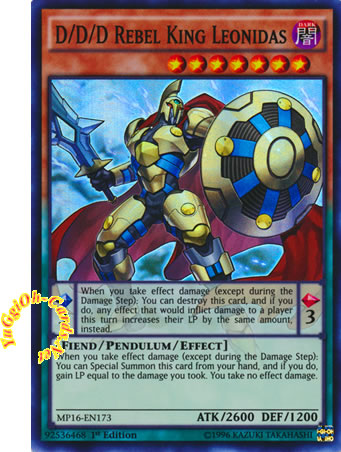 D/D/D REBEL KING LEONIDAS
DARK
闇
When you take effect damage (except during the
Damage Step): You can destroy this card, and if you
do, any effect that would inflict damage to a player
this turn increases their LP by the same amount,
instead.
3
[FIEND/PENDULUM/EFFECT]
When you take effect damage (except during the Damage Step):
You can Special Summon this card from your hand, and if you do,
gain LP equal to the damage you took. You take no effect damage.
MP16-EN173
ATK/2600 DEF/1200
92536468 1st Edition
©1996 KAZUKI TAKAHASHI